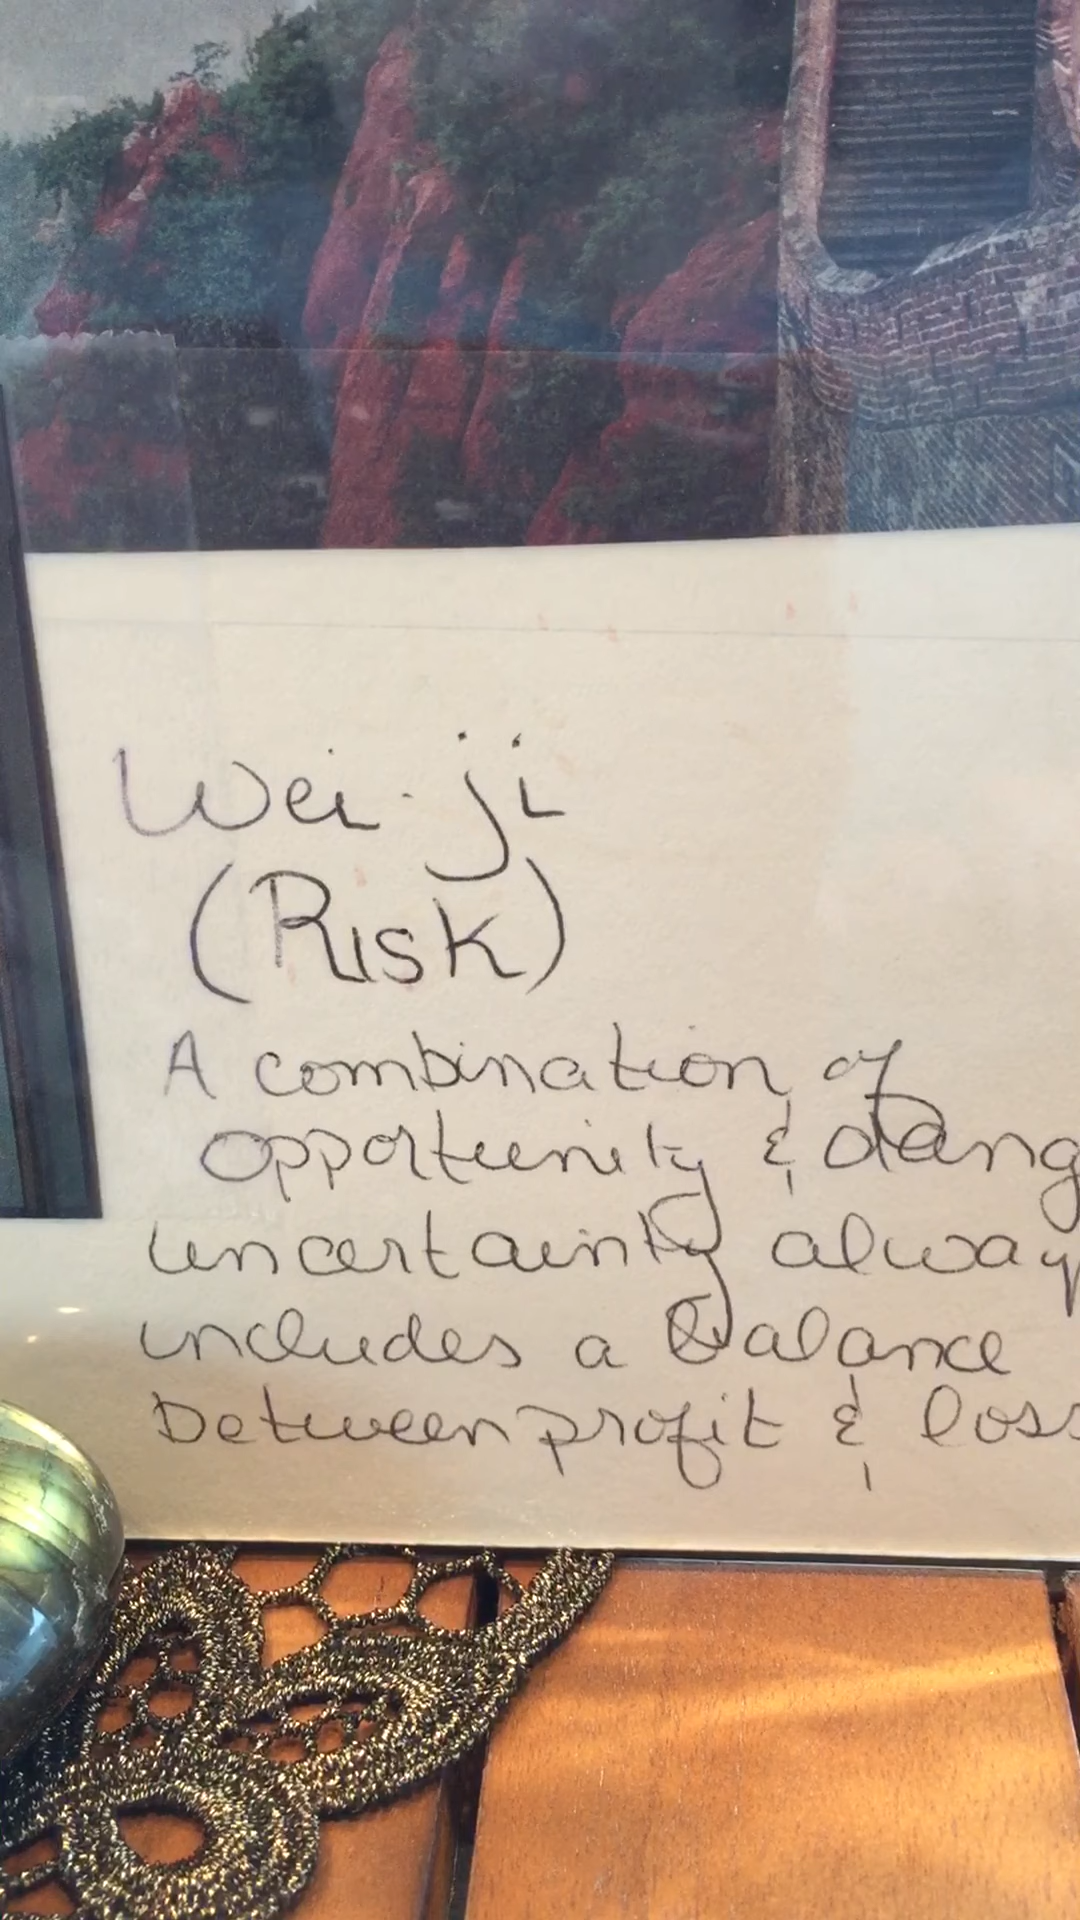 Wei-ji
(Risk)
A combination of
opportunity & dang
uncertainty alway
includes a balance
between profit & loss